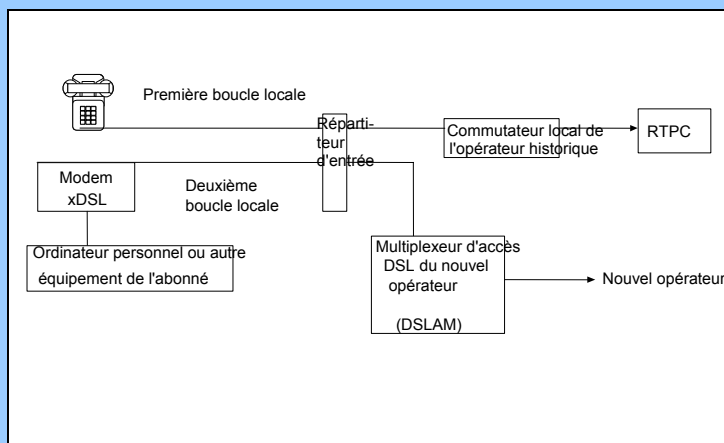 Première boucle locale
Réparti-
teur
d'entrée
Commutateur local de
l'opérateur historique
RTPC
Modem
xDSL
Deuxième
boucle locale
Ordinateur personnel ou autre
équipement de l'abonné
Multiplexeur d'accès
DSL du nouvel
opérateur
(DSLAM)
Nouvel opérateur